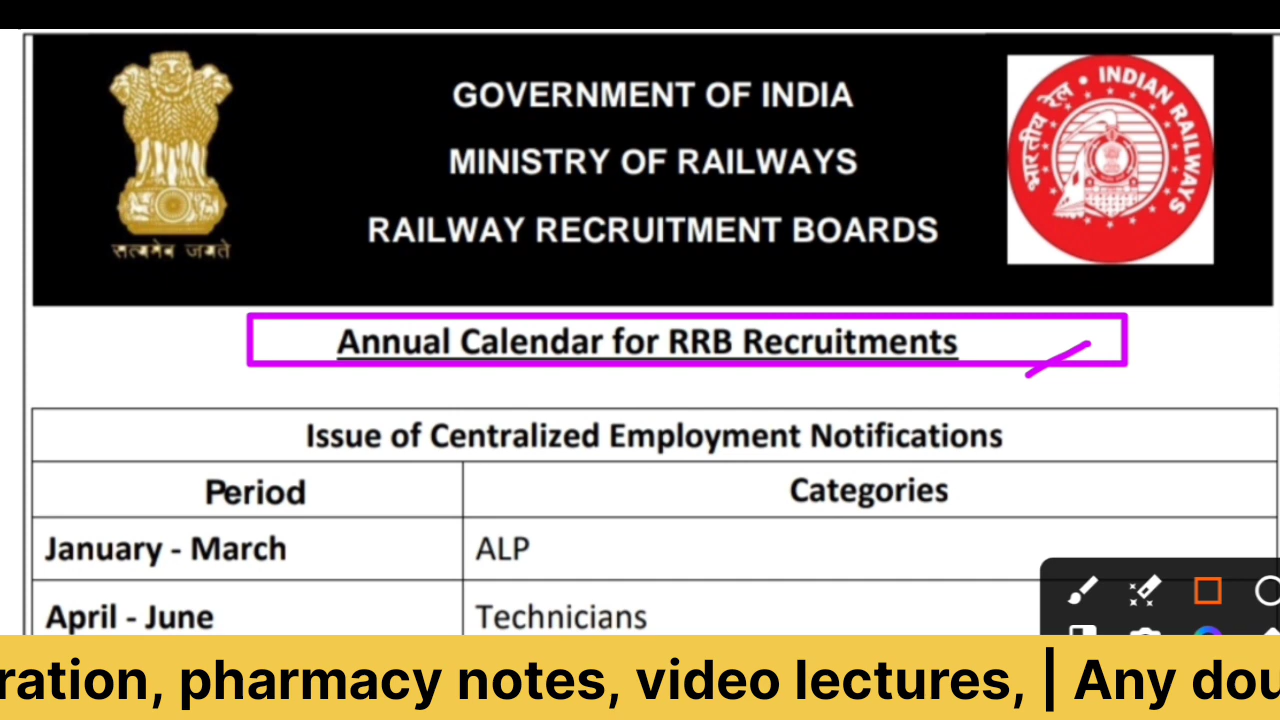 GOVERNMENT OF INDIA
MINISTRY OF RAILWAYS
RAILWAY RECRUITMENT BOARDS
सत्यमेव जयते
भारतीय रेल • INDIAN RAILWAYS
Annual Calendar for RRB Recruitments
Issue of Centralized Employment Notifications
Period Categories
January - March ALP
April - June Technicians
ration, pharmacy notes, video lectures, | Any dou